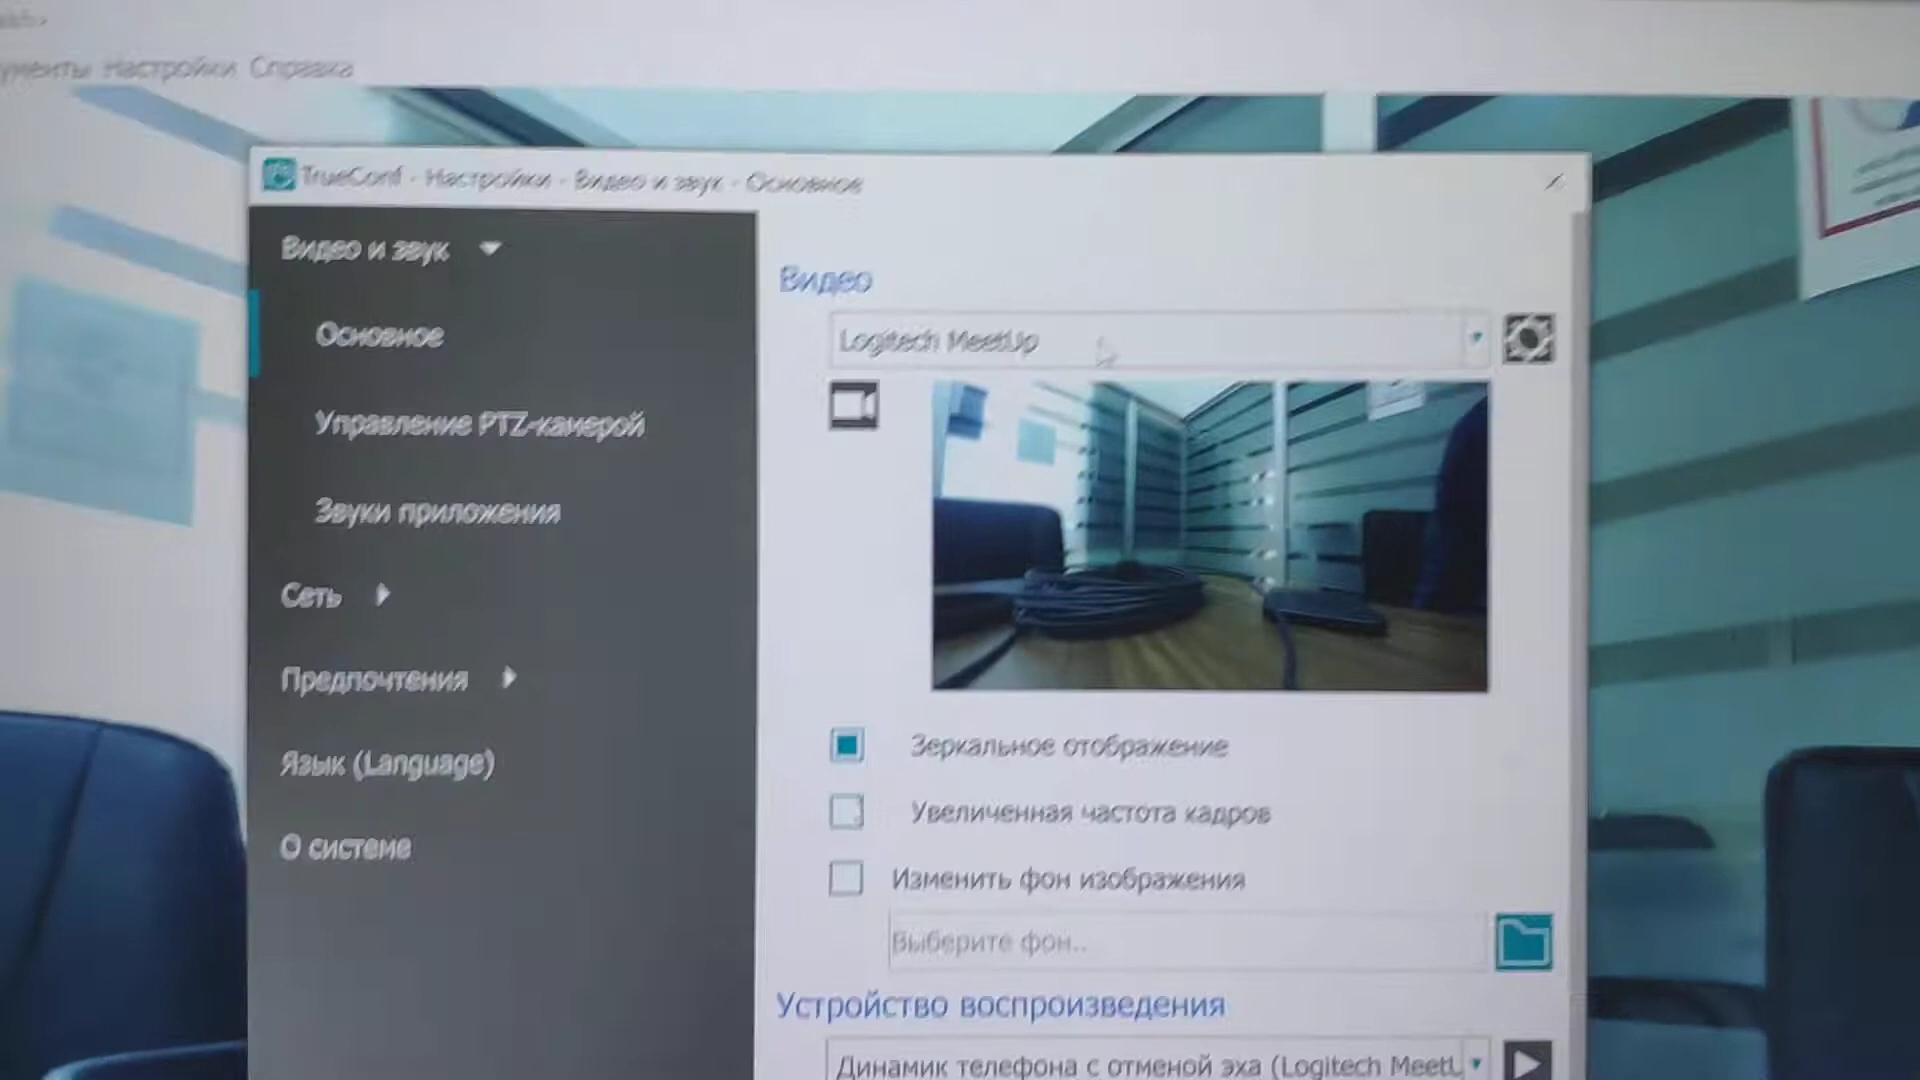 ументы Настройки Справка
TrueConf - Настройки - Видео и звук - Основное
Видео и звук
Основное
Управление PTZ-камерой
Звуки приложения
Сеть
Предпочтения
Язык (Language)
О системе
Видео
Logitech MeetUp
Зеркальное отображение
Увеличенная частота кадров
Изменить фон изображения
Выберите фон..
Устройство воспроизведения
Динамик телефона с отменой эха (Logitech MeetU